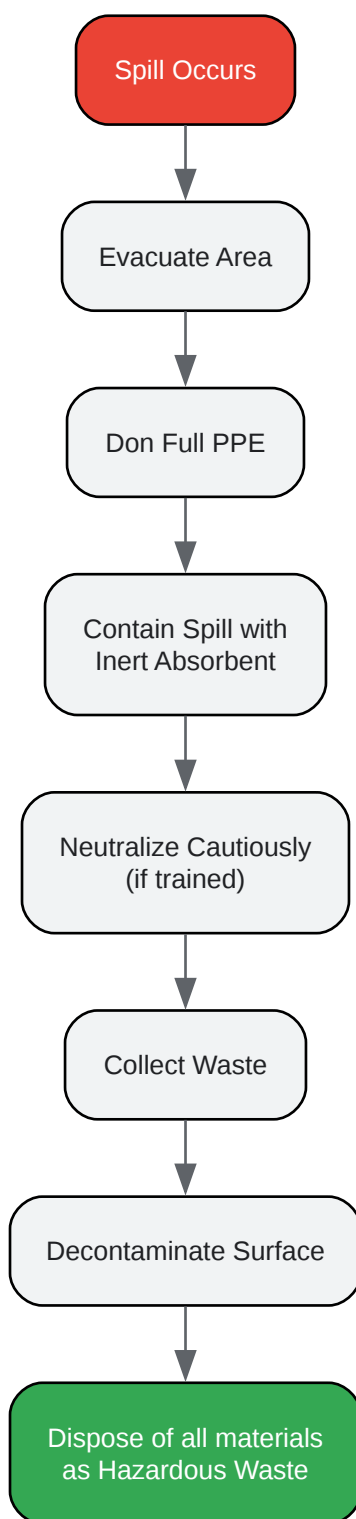 Spill Occurs
Evacuate Area
Don Full PPE
Contain Spill with
Inert Absorbent
Neutralize Cautiously
(if trained)
Collect Waste
Decontaminate Surface
Dispose of all materials
as Hazardous Waste